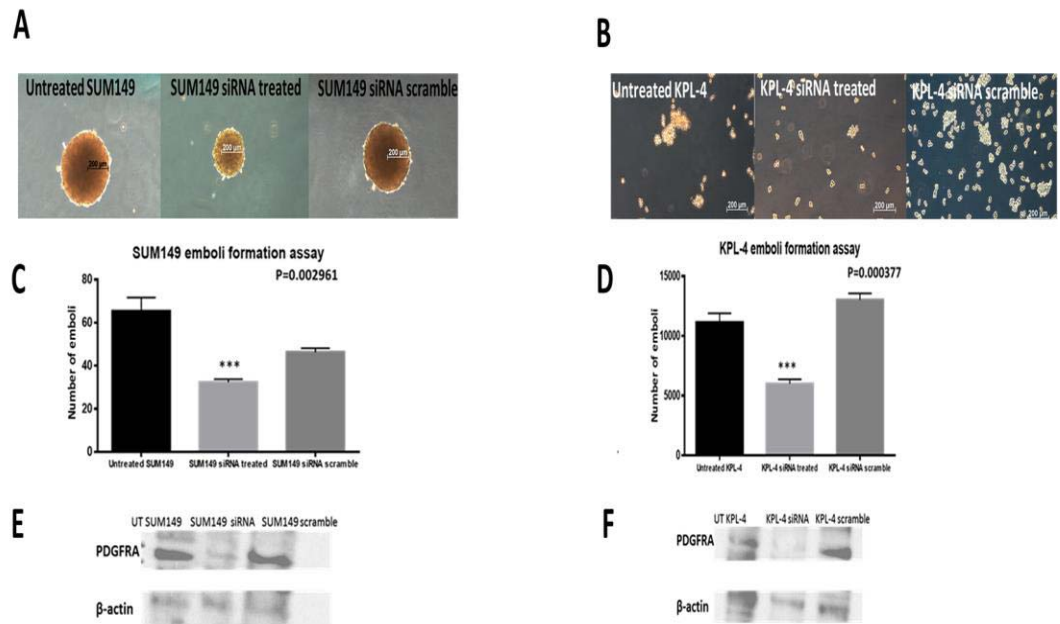 A
Untreated SUM149 SUM149 siRNA treated SUM149 siRNA scramble
200 µm 200 µm 200 µm
B
Untreated KPL-4 KPL-4 siRNA treated KPL-4 siRNA scramble
200 µm 200 µm 200 µm
C
SUM149 emboli formation assay
P=0.002961
Number of emboli
80
60
40
20
0
***
Untreated SUM149 SUM149 siRNA treated SUM149 siRNA scramble
D
KPL-4 emboli formation assay
P=0.000377
Number of emboli
15000
10000
5000
0
***
Untreated KPL-4 KPL-4 siRNA treated KPL-4 siRNA scramble
E
UT SUM149 SUM149 siRNA SUM149 scramble
PDGFRA
β-actin
F
UT KPL-4 KPL-4 siRNA KPL-4 scramble
PDGFRA
β-actin